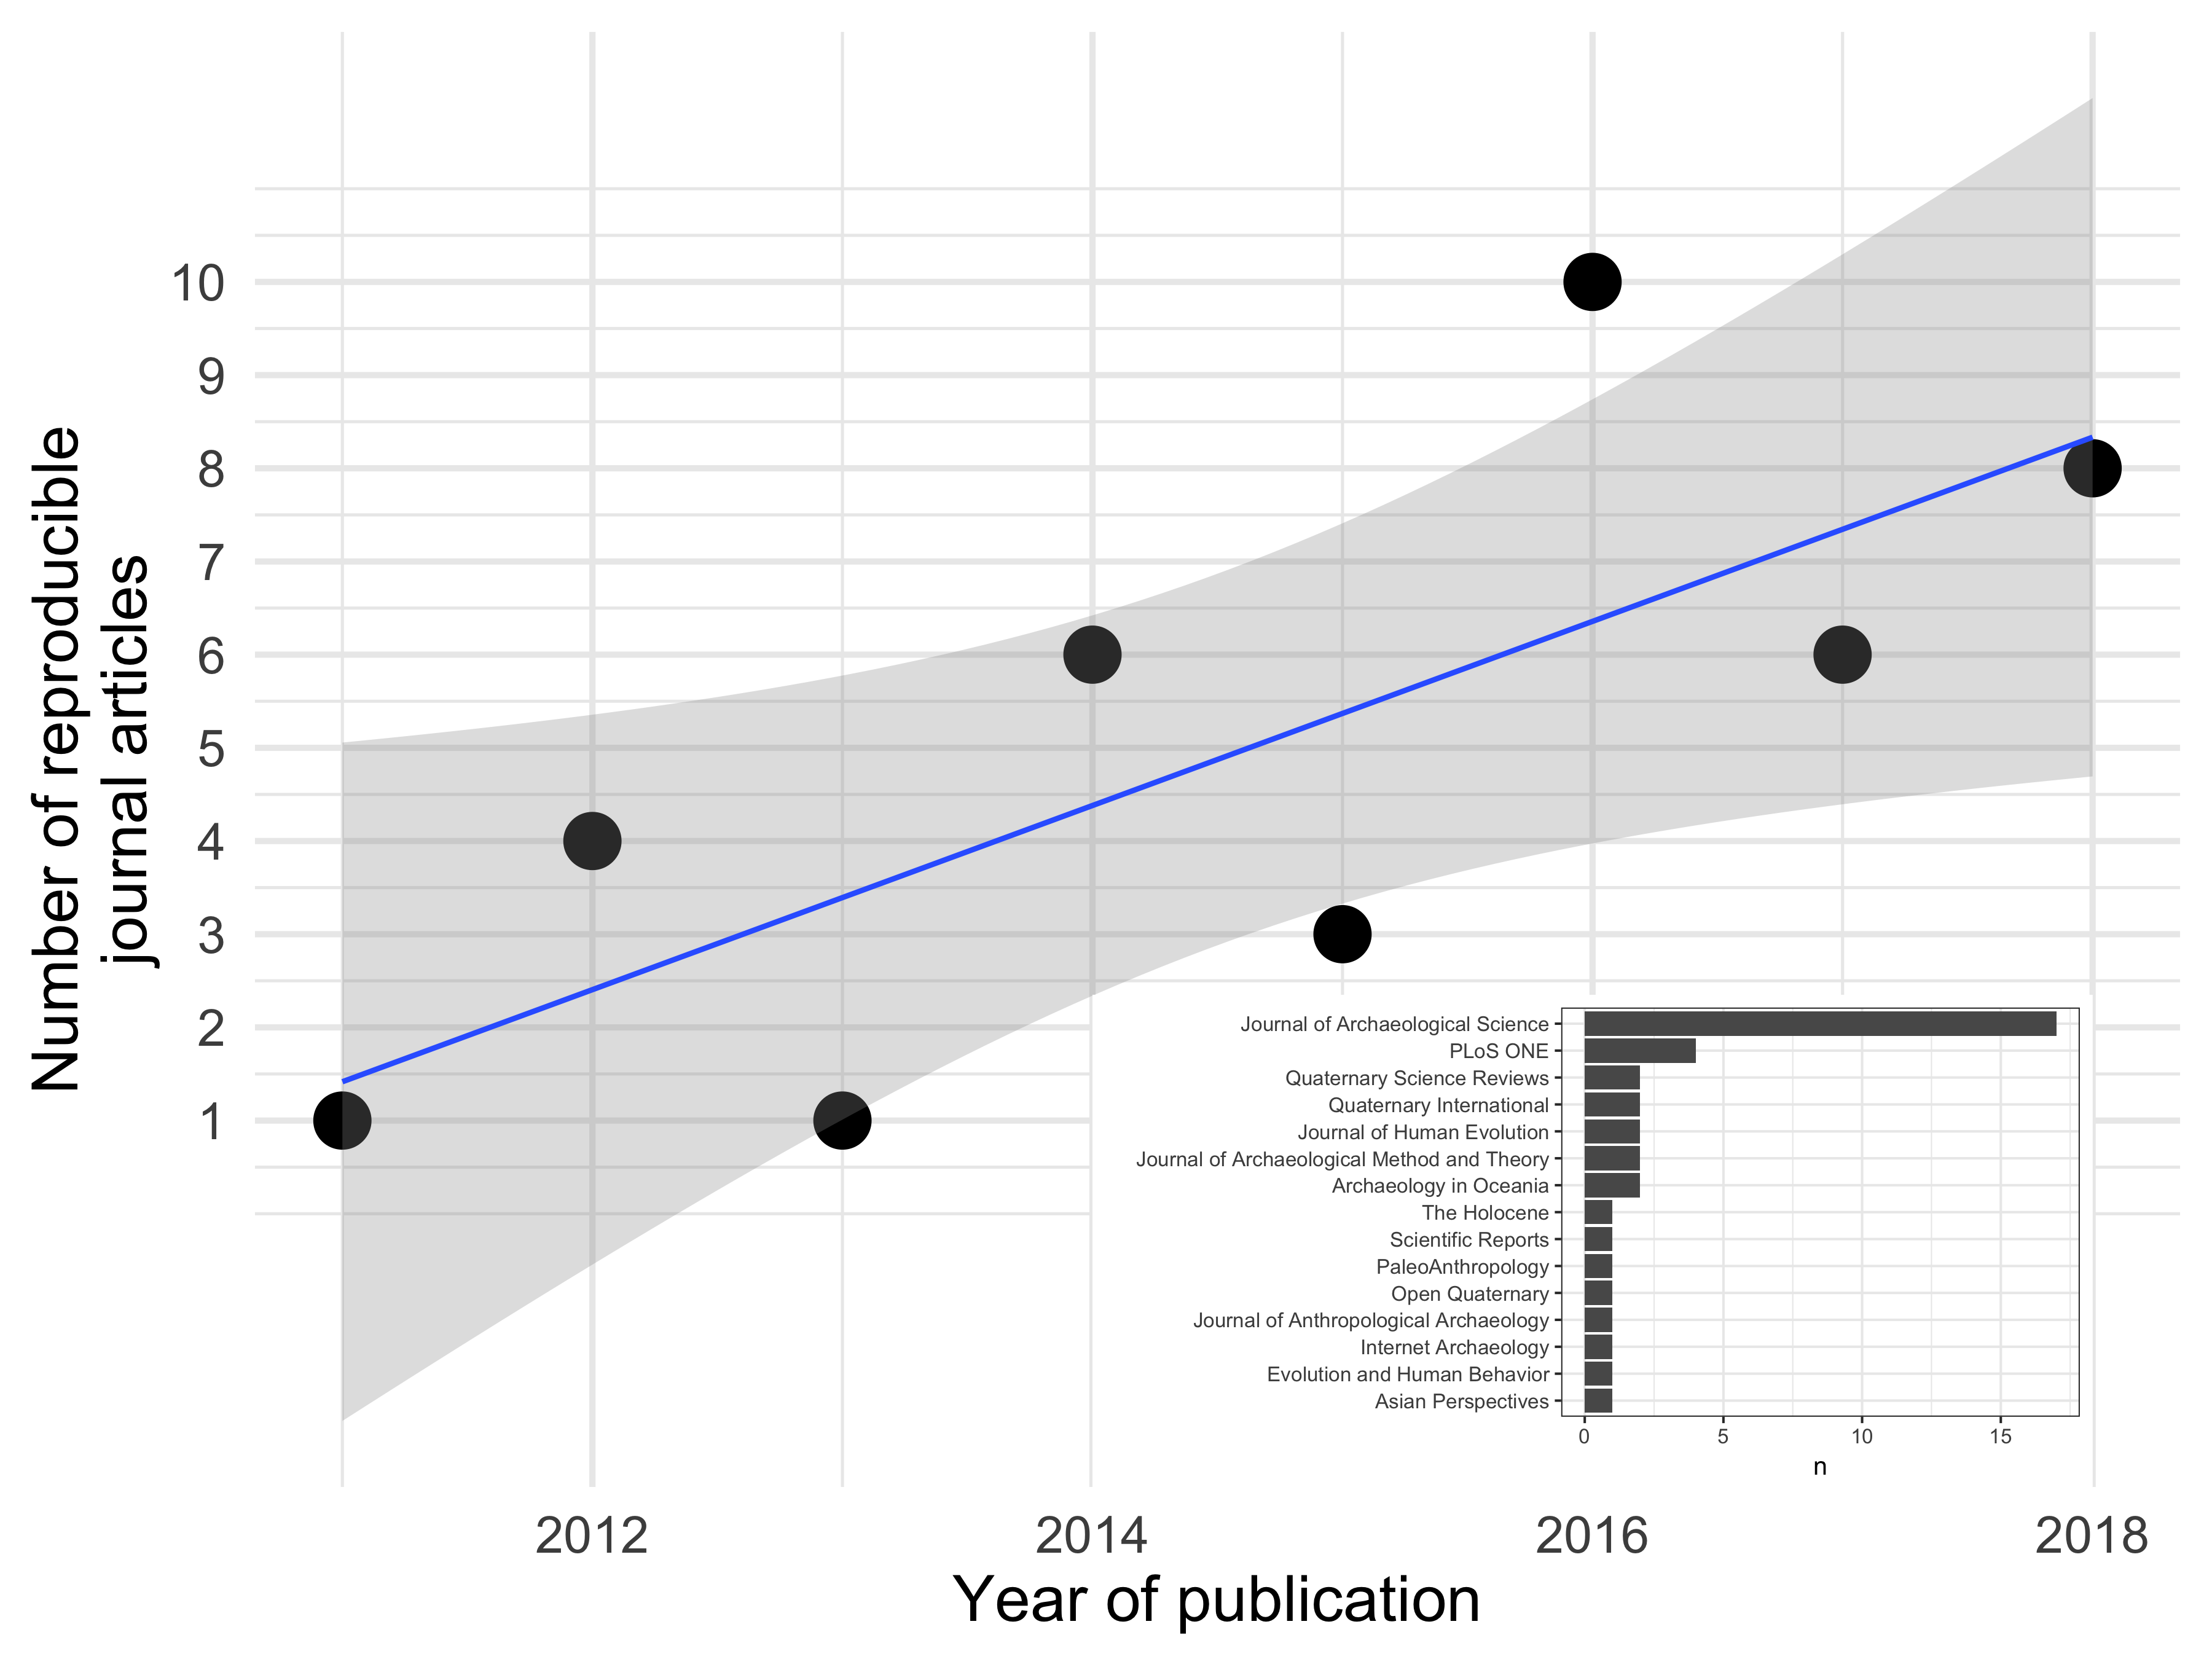 Number of reproducible
journal articles
10
9
8
7
6
5
4
3
2
1
Journal of Archaeological Science
PLoS ONE
Quaternary Science Reviews
Quaternary International
Journal of Human Evolution
Journal of Archaeological Method and Theory
Archaeology in Oceania
The Holocene
Scientific Reports
PaleoAnthropology
Open Quaternary
Journal of Anthropological Archaeology
Internet Archaeology
Evolution and Human Behavior
Asian Perspectives
0 5 10 15
n
2012 2014 2016 2018
Year of publication